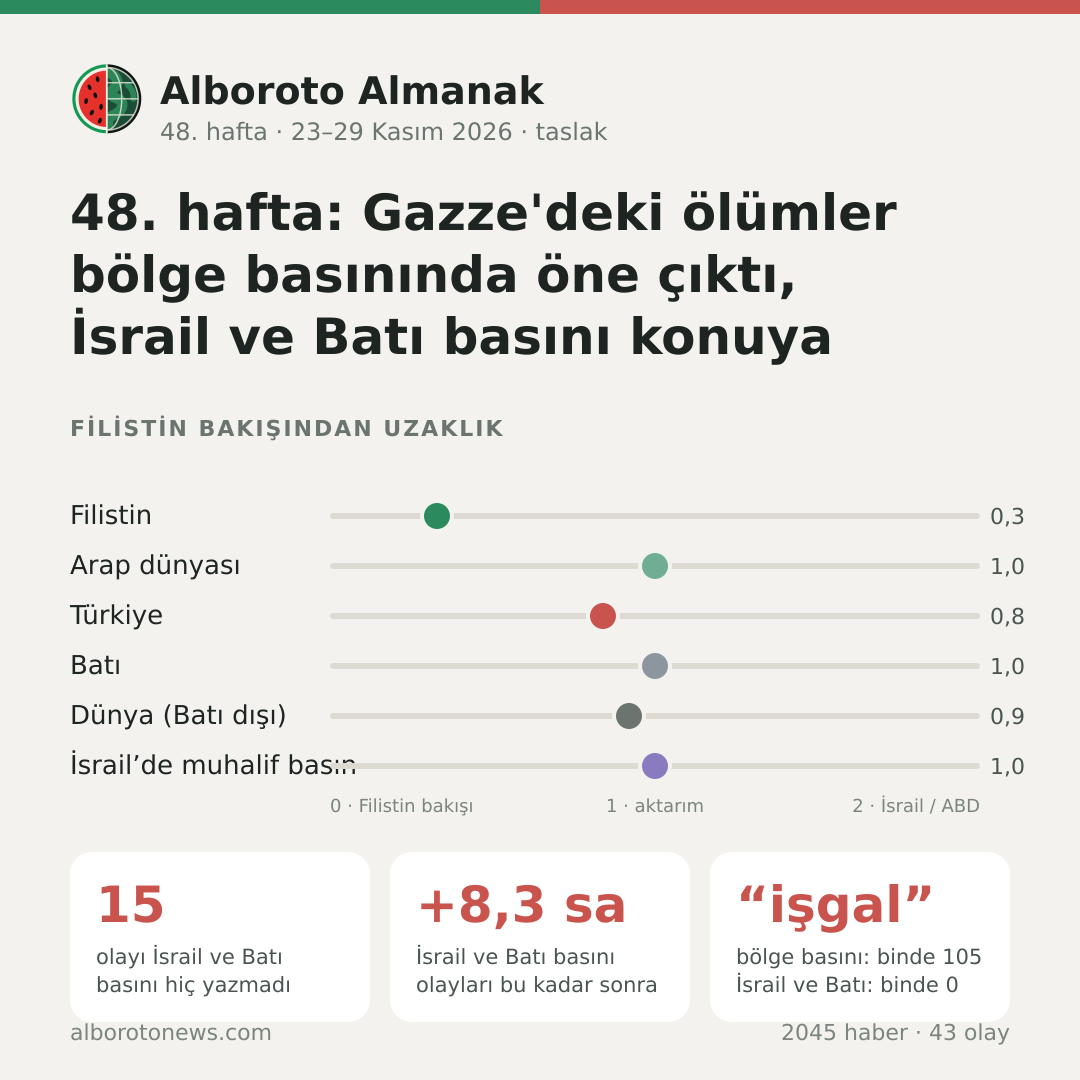 Alboroto Almanak
48. hafta · 23–29 Kasım 2026 · taslak
48. hafta: Gazze'deki ölümler
bölge basınında öne çıktı,
İsrail ve Batı basını konuya
FİLİSTİN BAKIŞINDAN UZAKLIK
Filistin 0,3
Arap dünyası 1,0
Türkiye 0,8
Batı 1,0
Dünya (Batı dışı) 0,9
İsrail’de muhalif basın 1,0
0 · Filistin bakışı 1 · aktarım 2 · İsrail / ABD
15
olayı İsrail ve Batı
basını hiç yazmadı
+8,3 sa
İsrail ve Batı basını
olayları bu kadar sonra
“işgal”
bölge basını: binde 105
İsrail ve Batı: binde 0
alborotonews.com 2045 haber · 43 olay